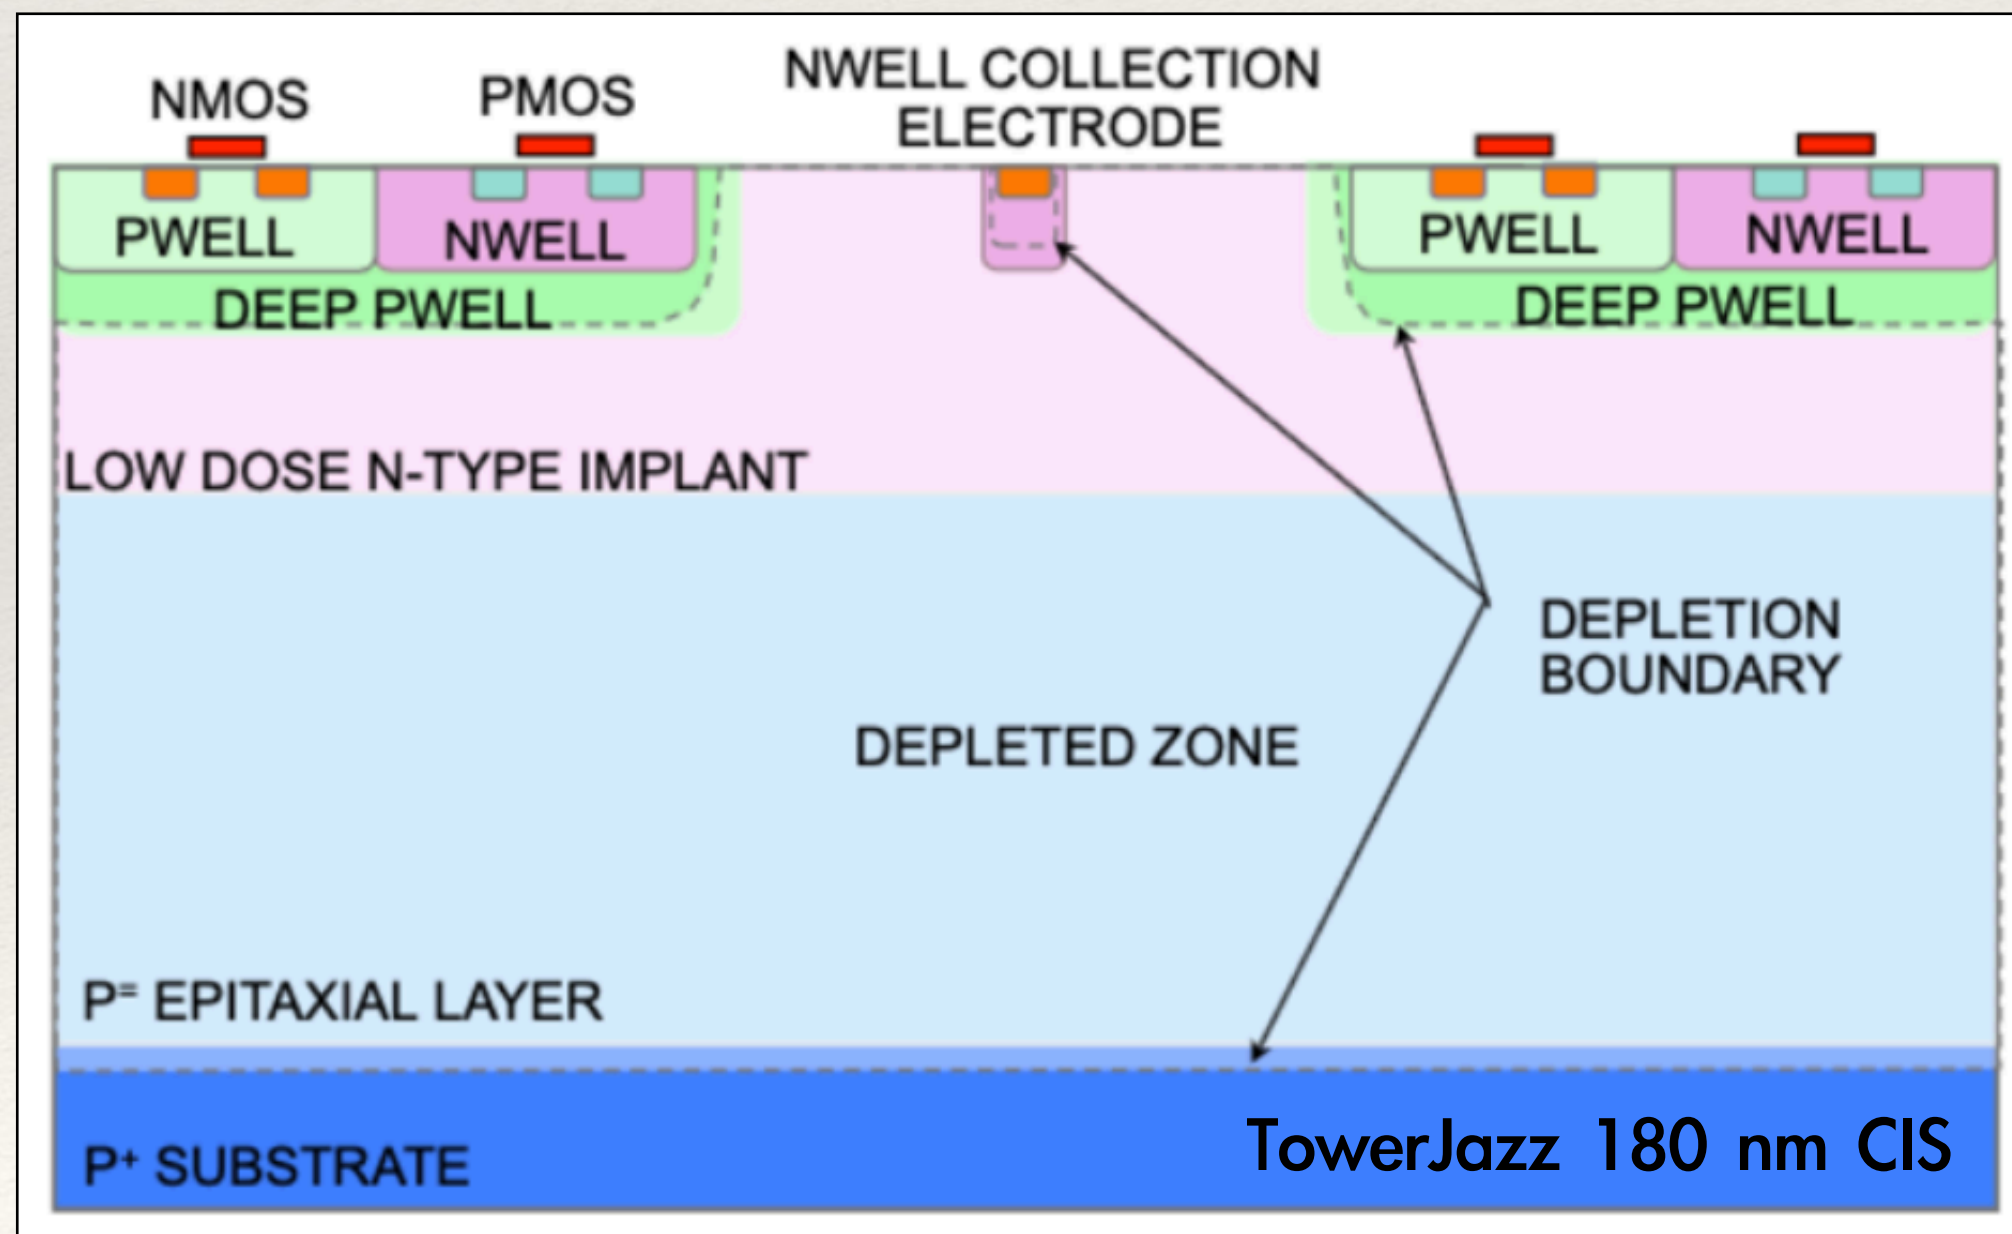 NWELL COLLECTION
ELECTRODE
NMOS
PMOS
PWELL
NWELL
DEEP PWELL
PWELL
NWELL
DEEP PWELL
LOW DOSE N-TYPE IMPLANT
DEPLETION
BOUNDARY
DEPLETED ZONE
P⁼ EPITAXIAL LAYER
P⁺ SUBSTRATE
TowerJazz 180 nm CIS